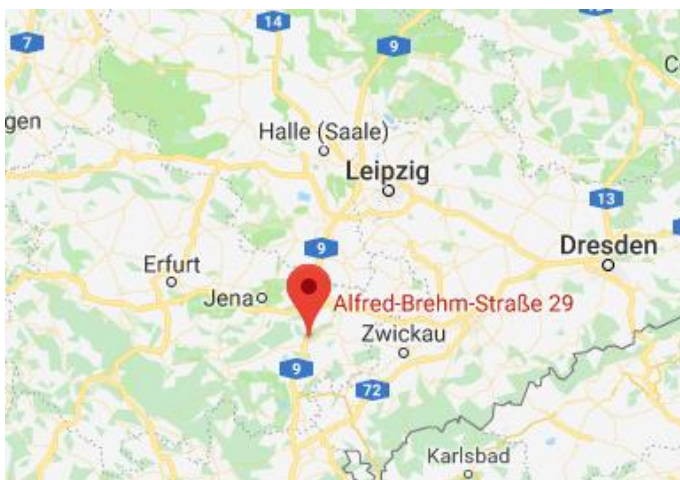 14
7
9
C
gen
Halle (Saale)
Leipzig
13
9
Dresden
Erfurt
Jena
Alfred-Brehm-Straße 29
Zwickau
9
72
Karlsbad